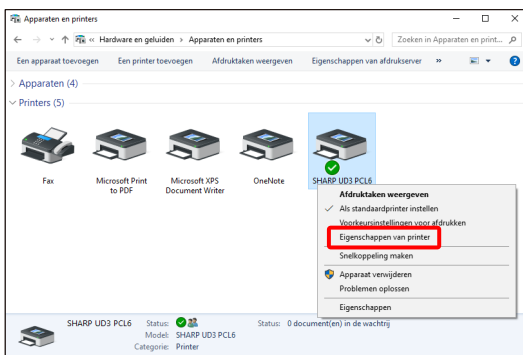 Apparaten en printers
« Hardware en geluiden > Apparaten en printers
Zoeken in Apparaten en print...
Een apparaat toevoegen Een printer toevoegen Afdruktaken weergeven Eigenschappen van afdrukserver »
Apparaten (4)
Printers (5)
Fax
Microsoft Print to PDF
Microsoft XPS Document Writer
OneNote
SHARP UD3 PCL6
Afdruktaken weergeven
Als standaardprinter instellen
Voorkeursinstellingen voor afdrukken
Eigenschappen van printer
Snelkoppeling maken
Apparaat verwijderen
Problemen oplossen
Eigenschappen
SHARP UD3 PCL6 Status: Status: 0 document(en) in de wachtrij
Model: SHARP UD3 PCL6
Categorie: Printer